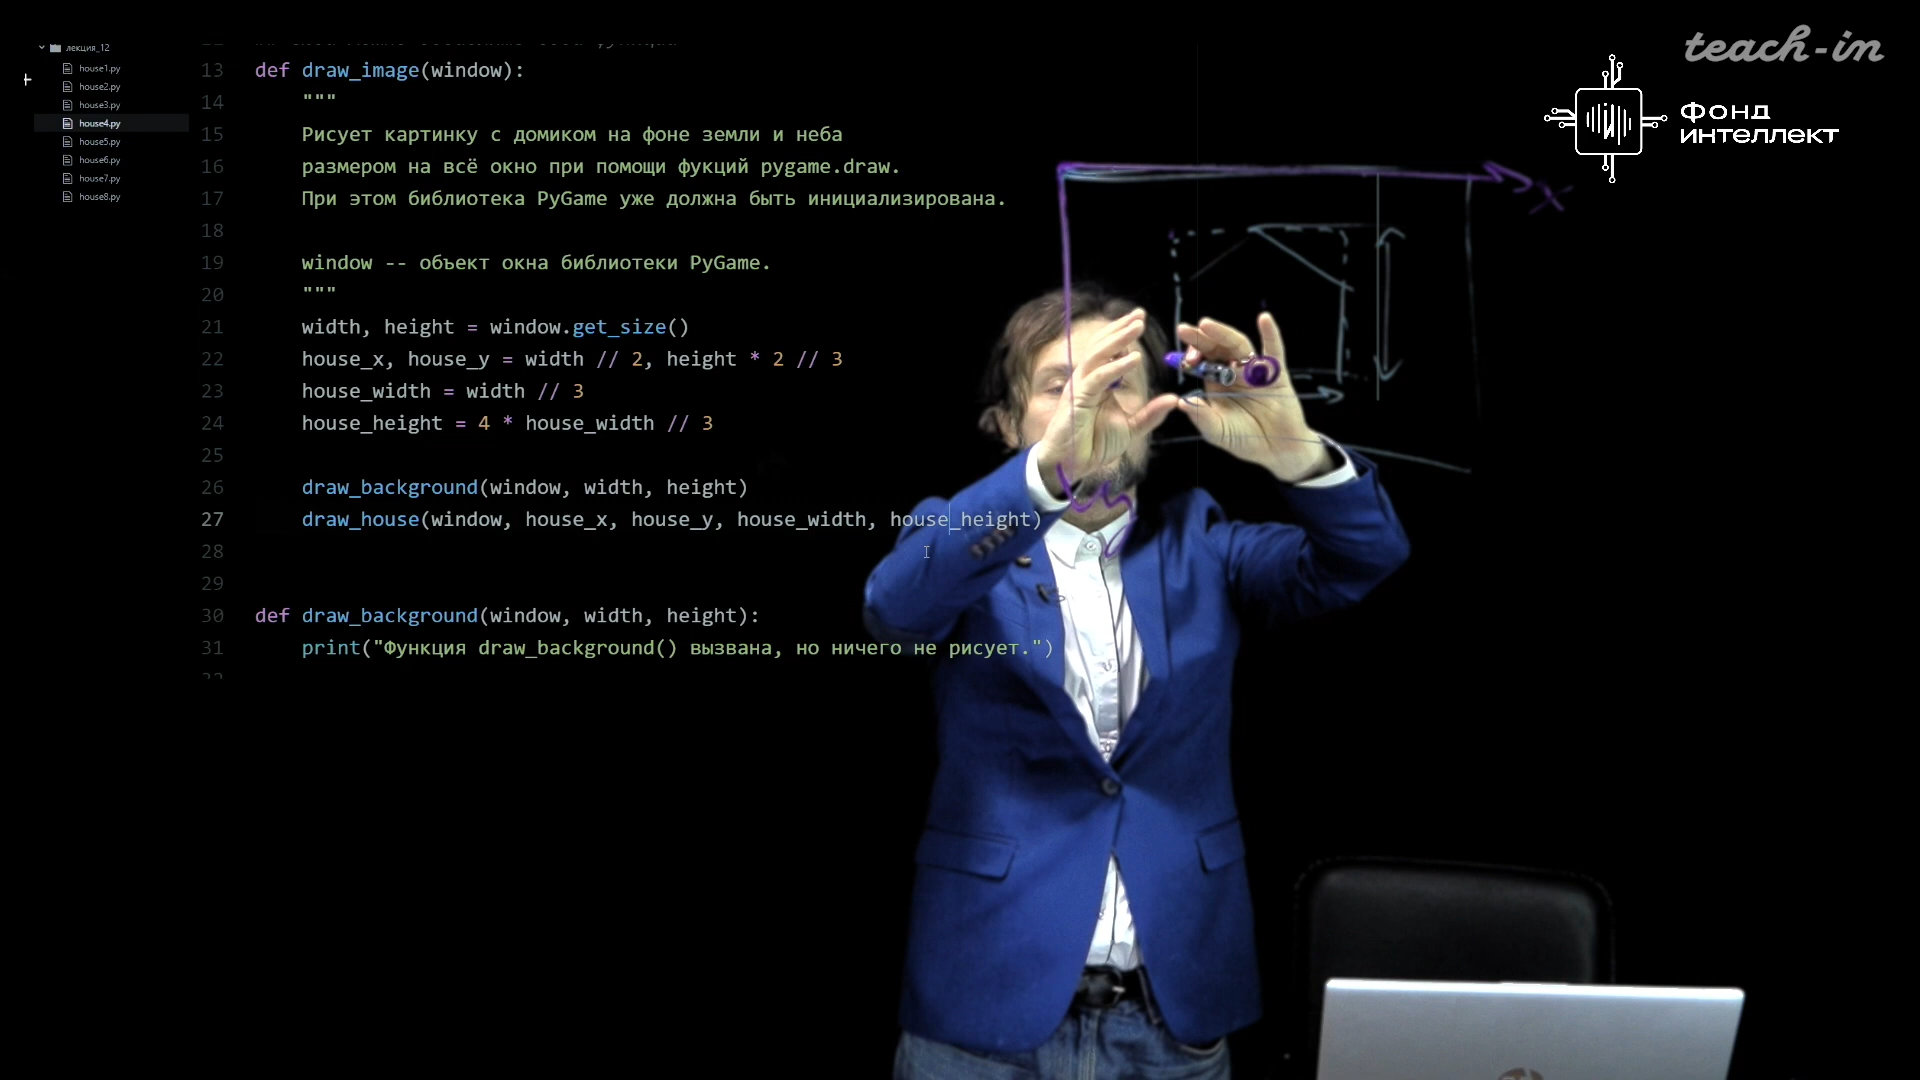 лекция_12
house1.py
house2.py
house3.py
house4.py
house5.py
house6.py
house7.py
house8.py
13 def draw_image(window):
14 """
15 Рисует картинку с домиком на фоне земли и неба
16 размером на всё окно при помощи фукций pygame.draw.
17 При этом библиотека PyGame уже должна быть инициализирована.
18
19 window -- объект окна библиотеки PyGame.
20 """
21 width, height = window.get_size()
22 house_x, house_y = width // 2, height * 2 // 3
23 house_width = width // 3
24 house_height = 4 * house_width // 3
25
26 draw_background(window, width, height)
27 draw_house(window, house_x, house_y, house_width, house_height)
28
29
30 def draw_background(window, width, height):
31 print("Функция draw_background() вызвана, но ничего не рисует.")
teach-in
Фонд
интеллект
x
y